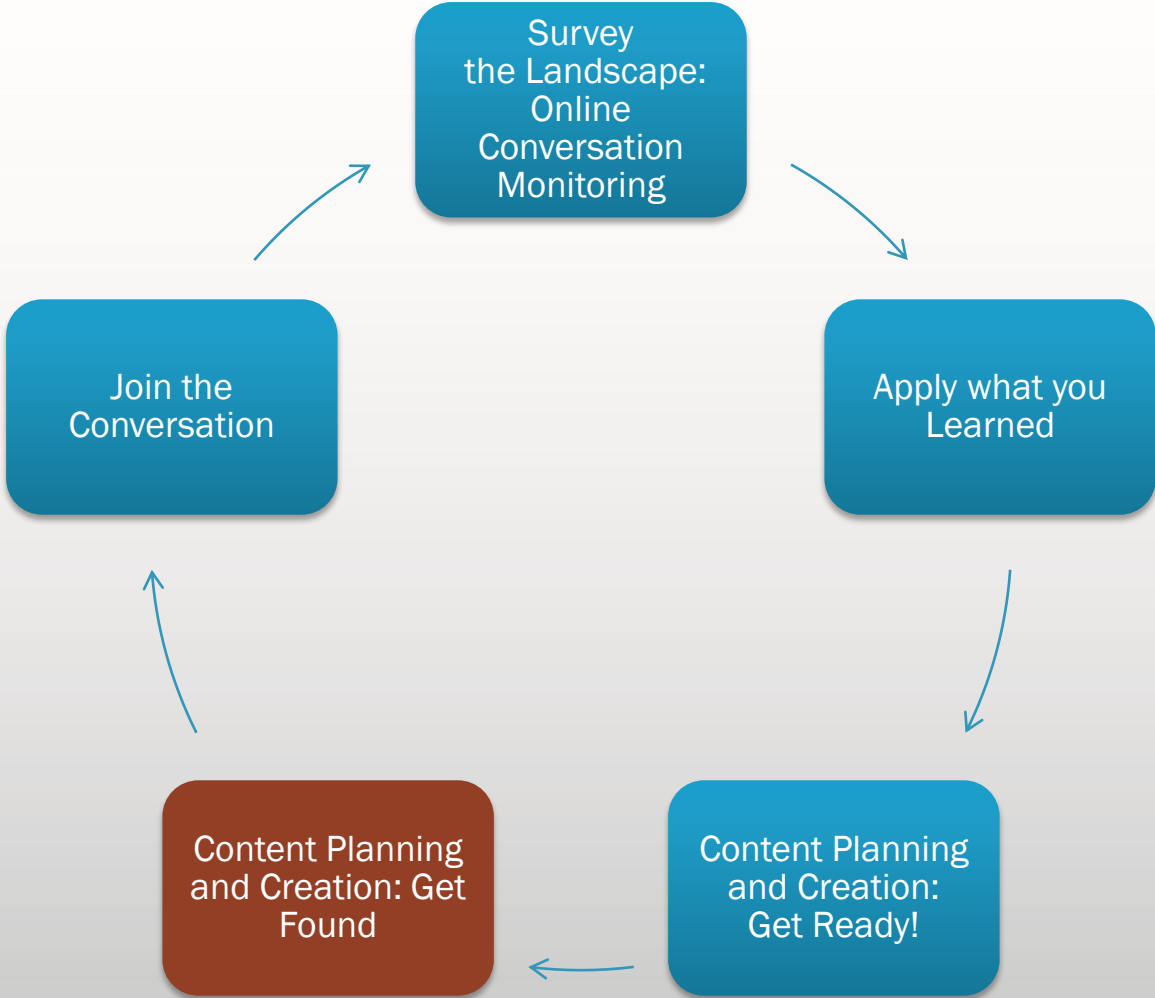 Survey
the Landscape:
Online
Conversation
Monitoring
Apply what you
Learned
Content Planning
and Creation:
Get Ready!
Content Planning
and Creation: Get
Found
Join the
Conversation